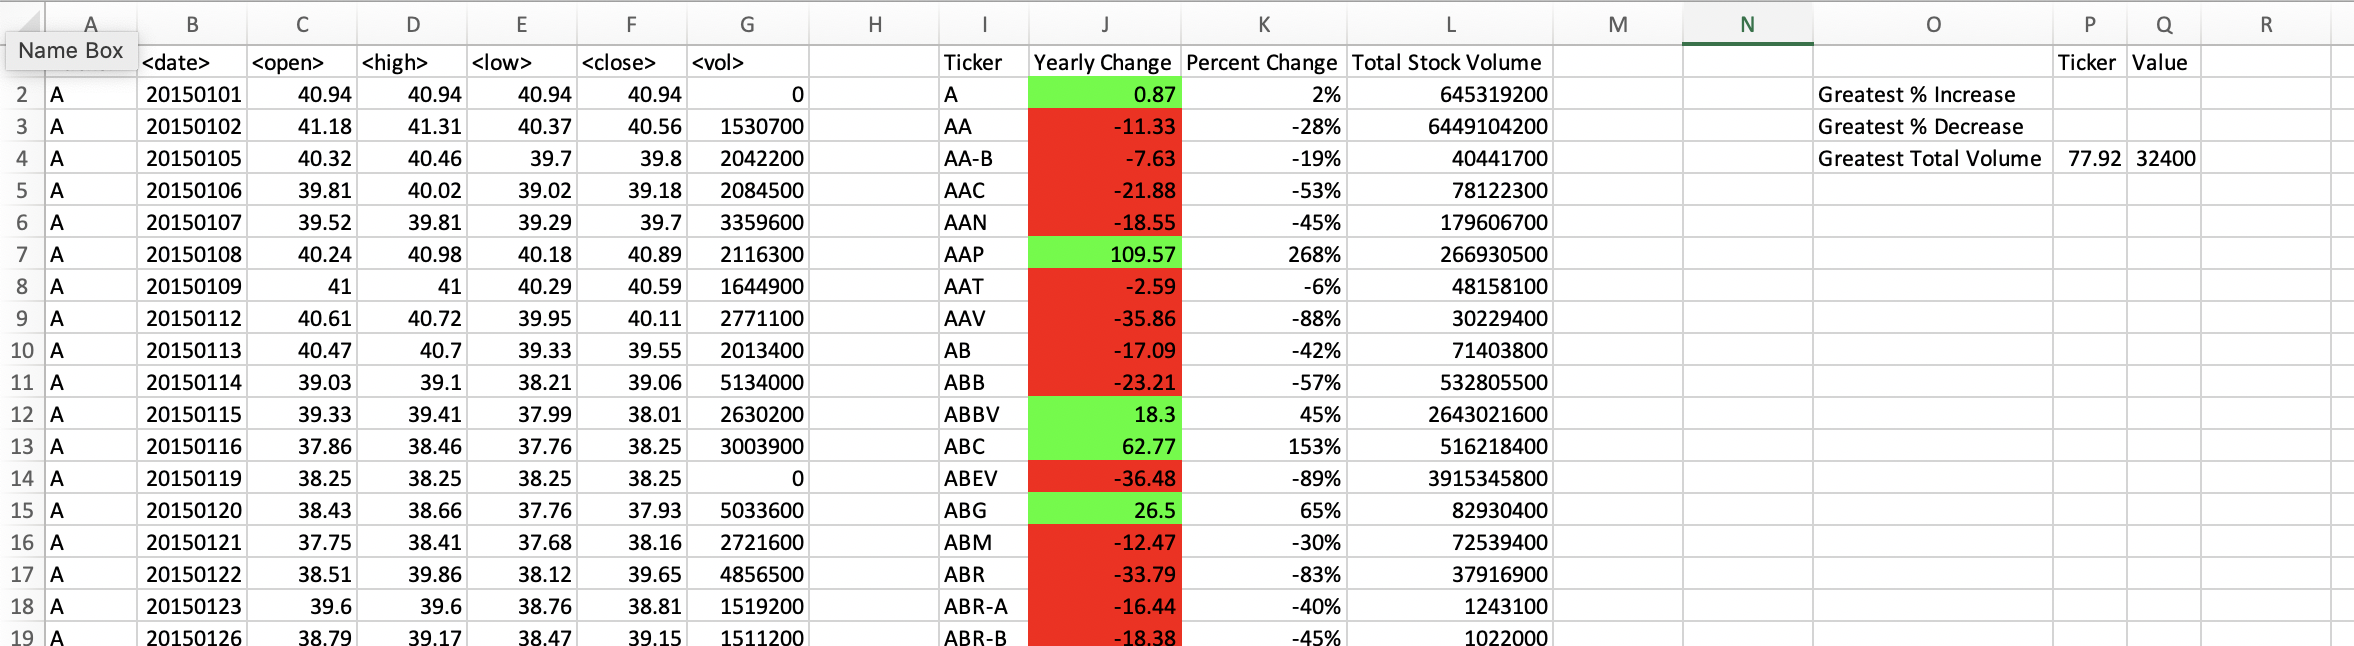 A B C D E F G H I J K L M N O P Q R
Name Box <date> <open> <high> <low> <close> <vol> Ticker Yearly Change Percent Change Total Stock Volume Ticker Value
2 A 20150101 40.94 40.94 40.94 40.94 0 A 0.87 2% 645319200 Greatest % Increase
3 A 20150102 41.18 41.31 40.37 40.56 1530700 AA -11.33 -28% 6449104200 Greatest % Decrease
4 A 20150105 40.32 40.46 39.7 39.8 2042200 AA-B -7.63 -19% 40441700 Greatest Total Volume 77.92 32400
5 A 20150106 39.81 40.02 39.02 39.18 2084500 AAC -21.88 -53% 78122300
6 A 20150107 39.52 39.81 39.29 39.7 3359600 AAN -18.55 -45% 179606700
7 A 20150108 40.24 40.98 40.18 40.89 2116300 AAP 109.57 268% 266930500
8 A 20150109 41 41 40.29 40.59 1644900 AAT -2.59 -6% 48158100
9 A 20150112 40.61 40.72 39.95 40.11 2771100 AAV -35.86 -88% 30229400
10 A 20150113 40.47 40.7 39.33 39.55 2013400 AB -17.09 -42% 71403800
11 A 20150114 39.03 39.1 38.21 39.06 5134000 ABB -23.21 -57% 532805500
12 A 20150115 39.33 39.41 37.99 38.01 2630200 ABBV 18.3 45% 2643021600
13 A 20150116 37.86 38.46 37.76 38.25 3003900 ABC 62.77 153% 516218400
14 A 20150119 38.25 38.25 38.25 38.25 0 ABEV -36.48 -89% 3915345800
15 A 20150120 38.43 38.66 37.76 37.93 5033600 ABG 26.5 65% 82930400
16 A 20150121 37.75 38.41 37.68 38.16 2721600 ABM -12.47 -30% 72539400
17 A 20150122 38.51 39.86 38.12 39.65 4856500 ABR -33.79 -83% 37916900
18 A 20150123 39.6 39.6 38.76 38.81 1519200 ABR-A -16.44 -40% 1243100
19 A 20150126 38.79 39.17 38.47 39.15 1511200 ABR-B -18.38 -45% 1022000